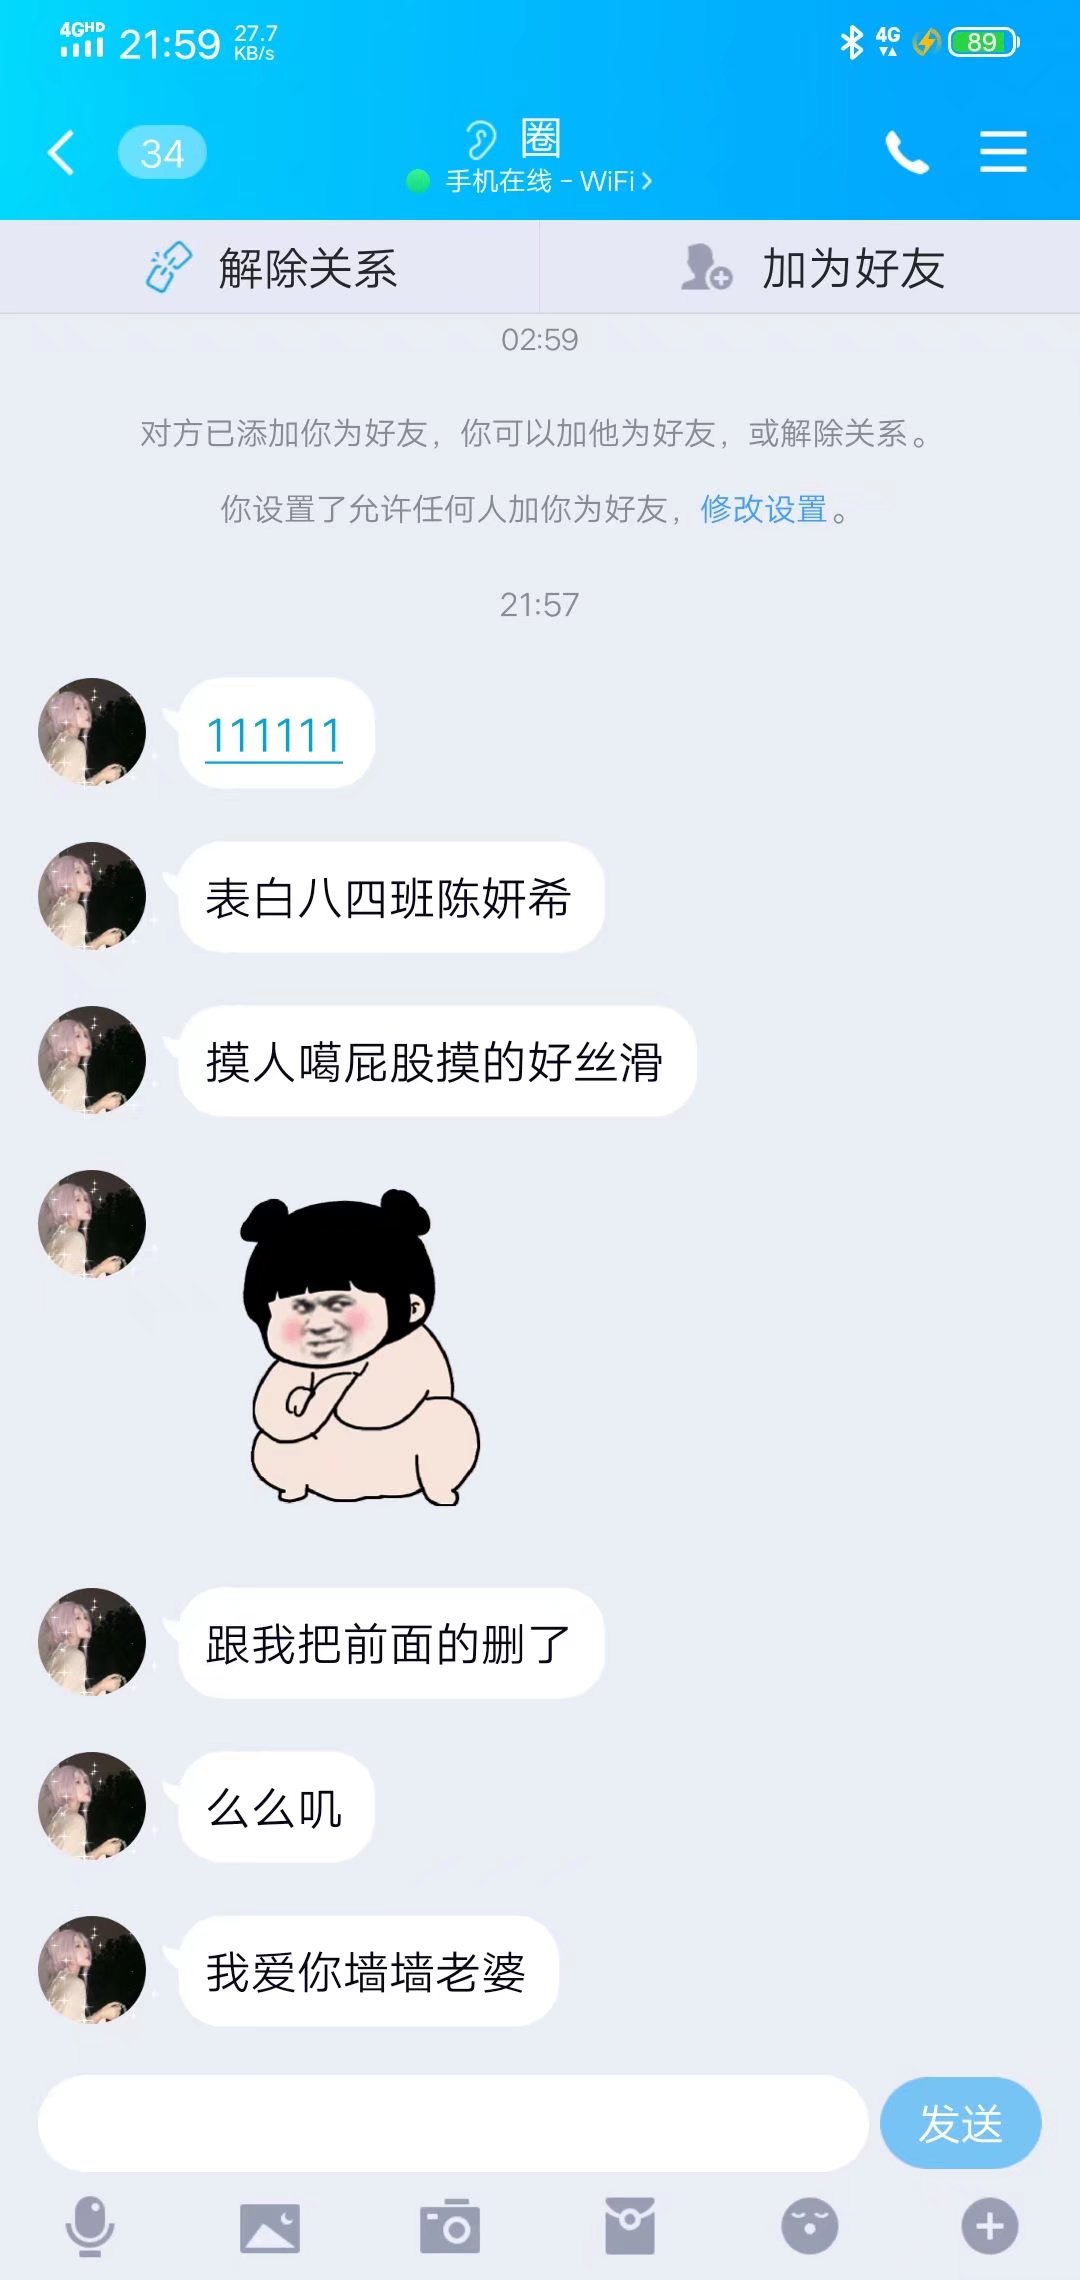 4GHD 21:59 27.7 KB/s 4G 89
34 圈
手机在线 - WiFi
解除关系 加为好友
02:59
对方已添加你为好友，你可以加他为好友，或解除关系。
你设置了允许任何人加你为好友，修改设置。
21:57
111111
表白八四班陈妍希
摸人噶屁股摸的好丝滑
跟我把前面的删了
么么叽
我爱你墙墙老婆
发送